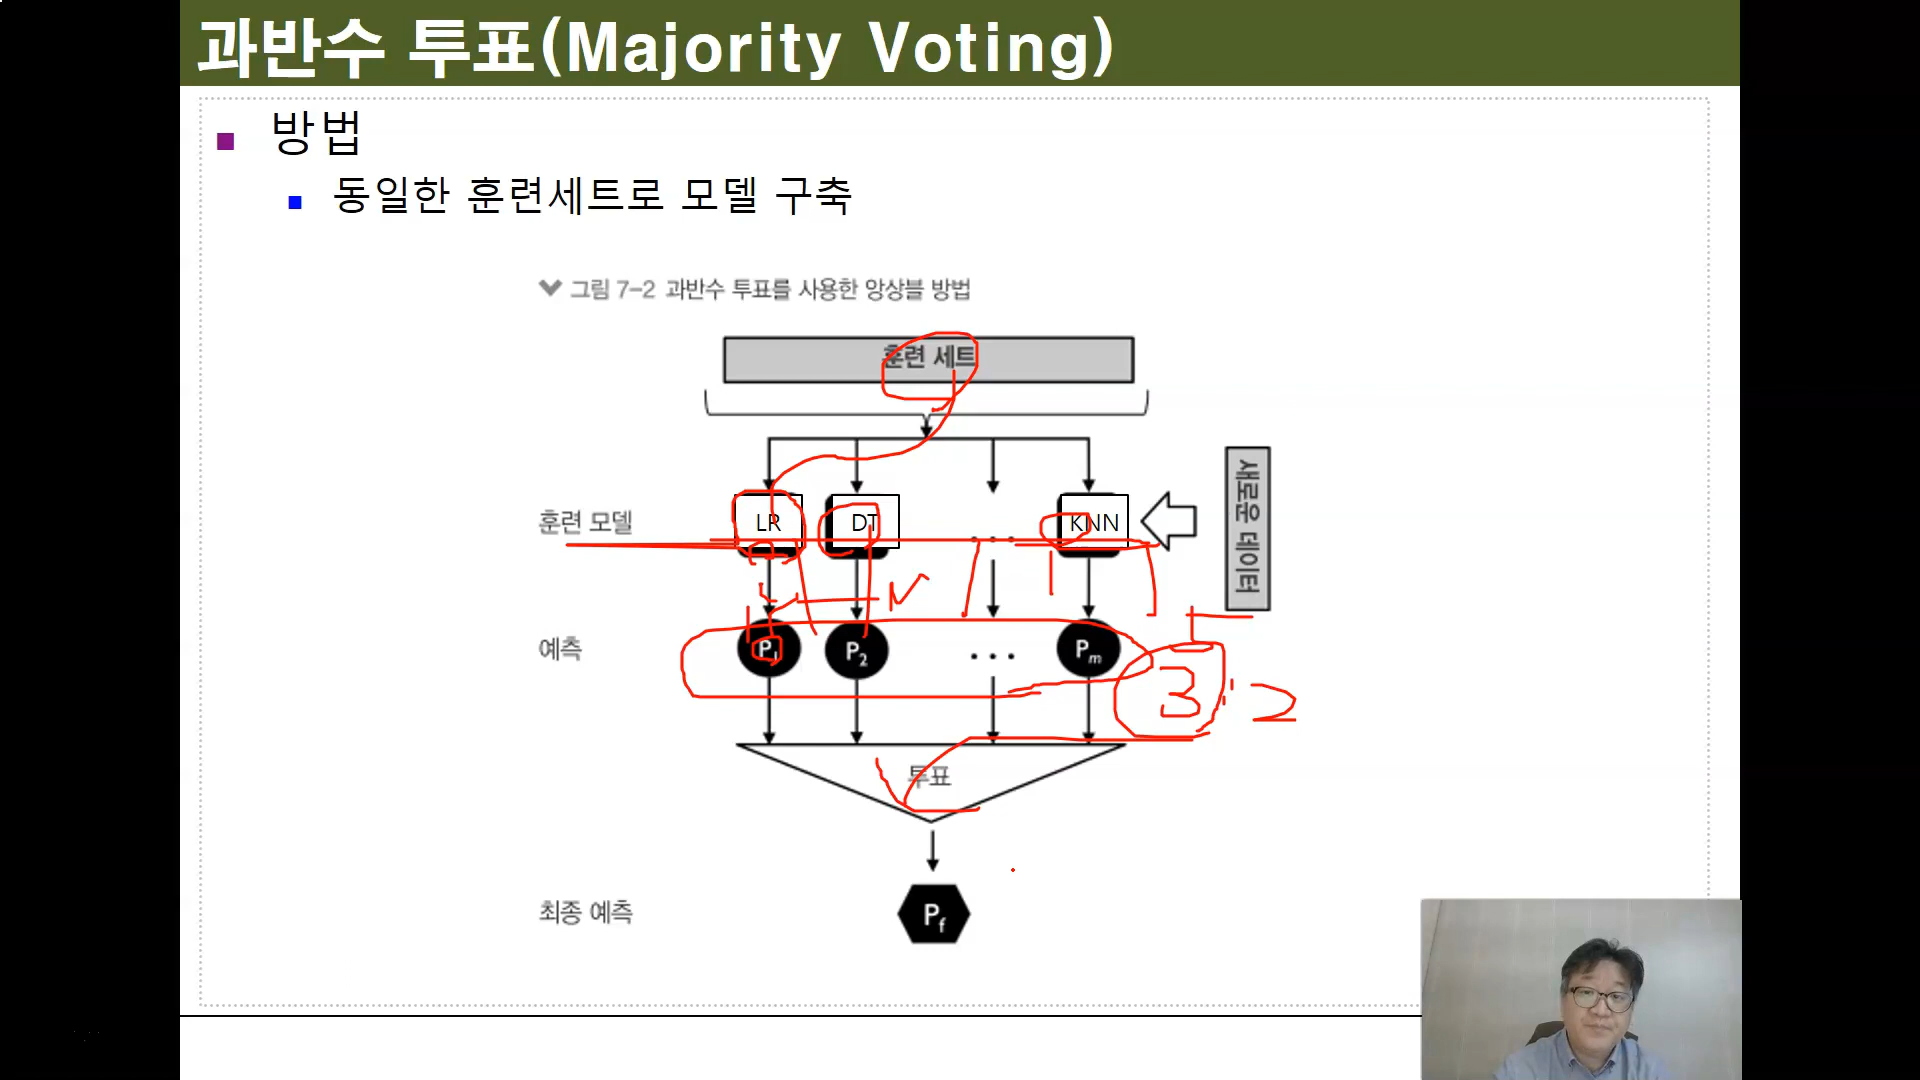 과반수 투표(Majority Voting)
방법
동일한 훈련세트로 모델 구축
그림 7-2 과반수 투표를 사용한 앙상블 방법
훈련 세트
새로운 데이터
훈련 모델 LR DT ... KNN
N
예측 P1 P2 ... Pm
3 : 2
투표
최종 예측 Pf